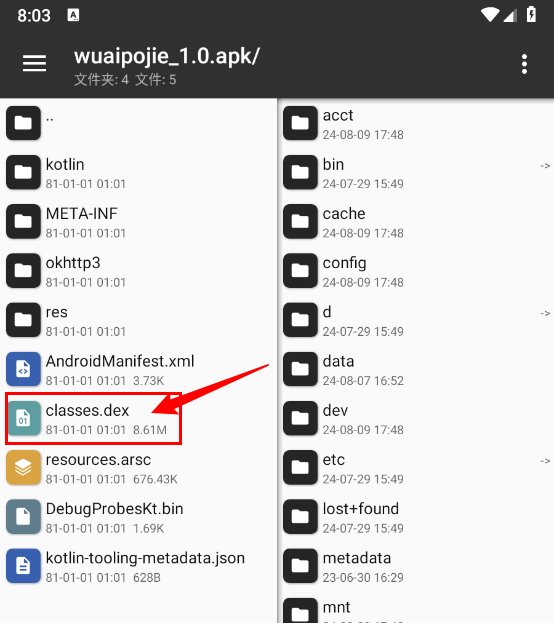 8:03 A
wuaipojie_1.0.apk/
文件夹: 4 文件: 5
..
kotlin
81-01-01 01:01
META-INF
81-01-01 01:01
okhttp3
81-01-01 01:01
res
81-01-01 01:01
AndroidManifest.xml
81-01-01 01:01 3.73K
classes.dex
81-01-01 01:01 8.61M
resources.arsc
81-01-01 01:01 676.43K
DebugProbesKt.bin
81-01-01 01:01 1.69K
kotlin-tooling-metadata.json
81-01-01 01:01 628B
acct
24-08-09 17:48
bin ->
24-07-29 15:49
cache
24-08-09 17:48
config
24-08-09 17:48
d ->
24-07-29 15:49
data
24-08-07 16:52
dev
24-08-09 17:48
etc ->
24-07-29 15:49
lost+found
24-07-29 15:49
metadata
23-06-30 16:29
mnt